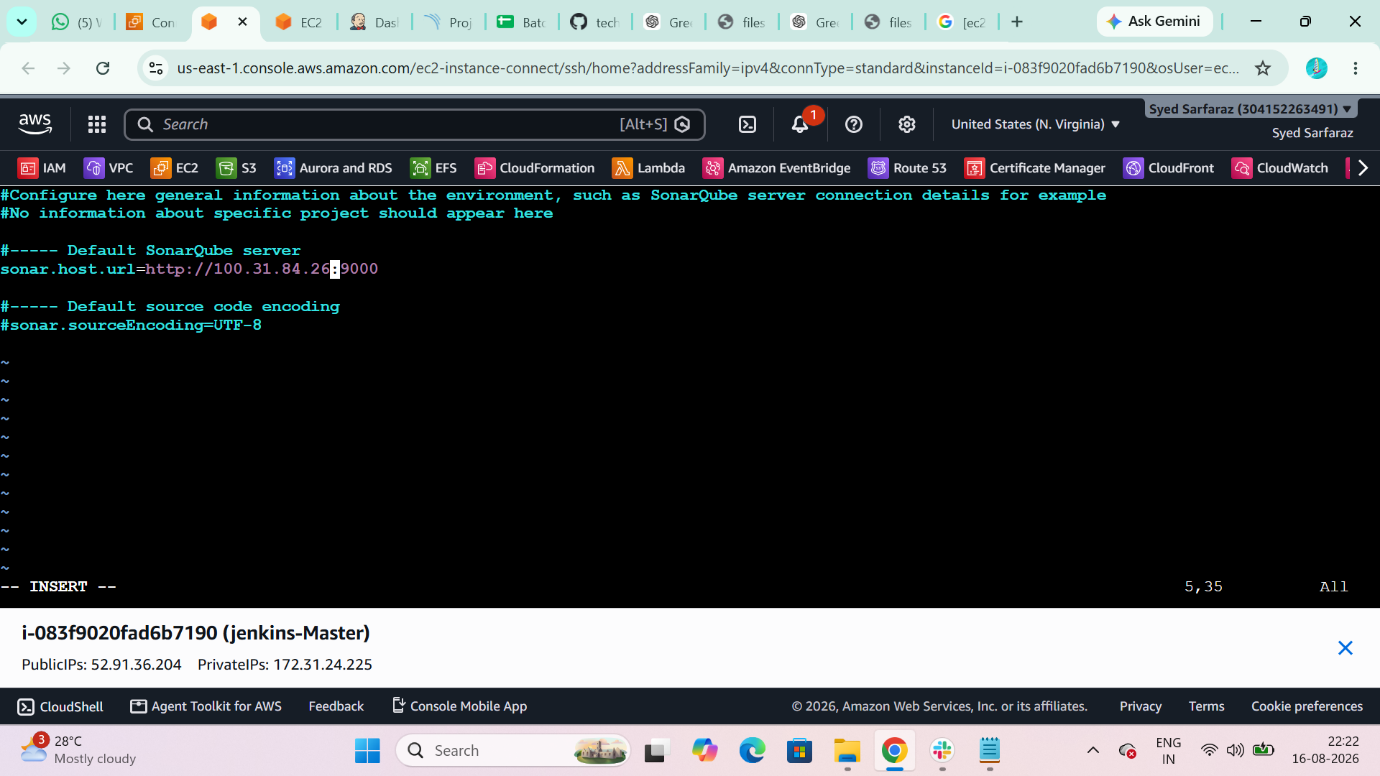 (5) W
Con
EC2
Dash
Proj
Batc
tech
Gre
files
Gre
files
[ec2
Ask Gemini
us-east-1.console.aws.amazon.com/ec2-instance-connect/ssh/home?addressFamily=ipv4&connType=standard&instanceId=i-083f9020fad6b7190&osUser=ec...
aws
Search
[Alt+S]
1
United States (N. Virginia)
Syed Sarfaraz (304152263491)
Syed Sarfaraz
IAM
VPC
EC2
S3
Aurora and RDS
EFS
CloudFormation
Lambda
Amazon EventBridge
Route 53
Certificate Manager
CloudFront
CloudWatch
#Configure here general information about the environment, such as SonarQube server connection details for example
#No information about specific project should appear here
#----- Default SonarQube server
sonar.host.url=http://100.31.84.26:9000
#----- Default source code encoding
#sonar.sourceEncoding=UTF-8
~
~
~
~
~
~
~
~
~
~
~
~
-- INSERT --
5,35
All
i-083f9020fad6b7190 (jenkins-Master)
PublicIPs: 52.91.36.204 PrivateIPs: 172.31.24.225
CloudShell
Agent Toolkit for AWS
Feedback
Console Mobile App
© 2026, Amazon Web Services, Inc. or its affiliates.
Privacy
Terms
Cookie preferences
3
28°C
Mostly cloudy
Search
ENG
IN
22:22
16-08-2026